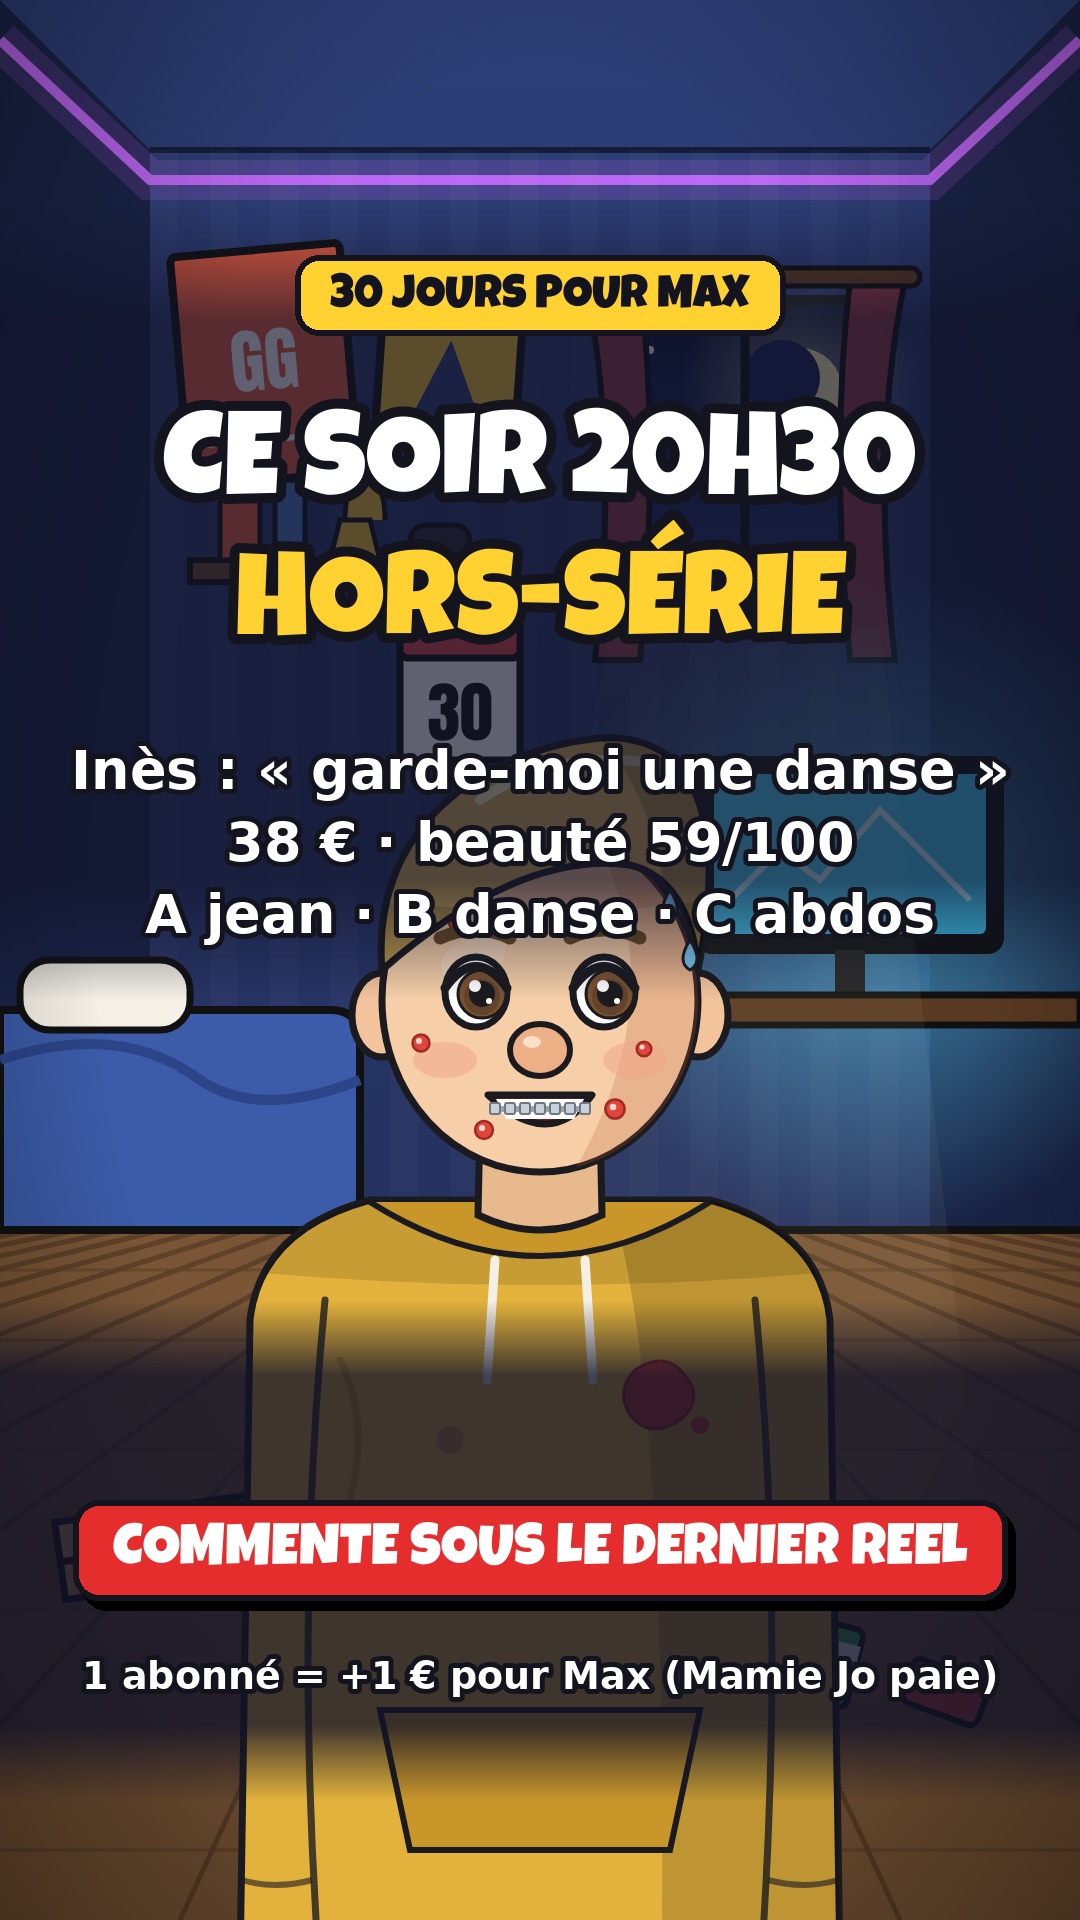 30 JOURS POUR MAX
GG
CE SOIR 20H30
HORS-SÉRIE
30
Inès : « garde-moi une danse »
38 € · beauté 59/100
A jean · B danse · C abdos
COMMENTE SOUS LE DERNIER REEL
1 abonné = +1 € pour Max (Mamie Jo paie)